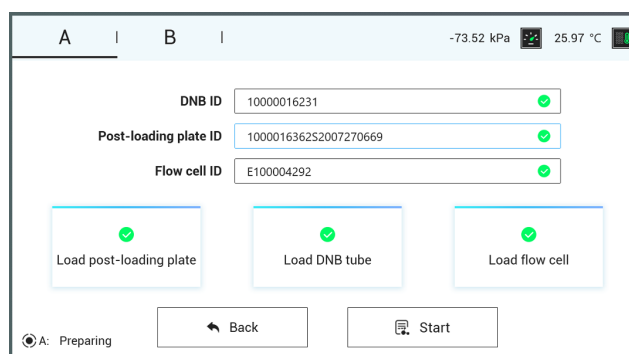 A B -73.52 kPa 25.97 °C
DNB ID 10000016231
Post-loading plate ID 1000016362S2007270669
Flow cell ID E100004292
Load post-loading plate Load DNB tube Load flow cell
Back Start
A: Preparing